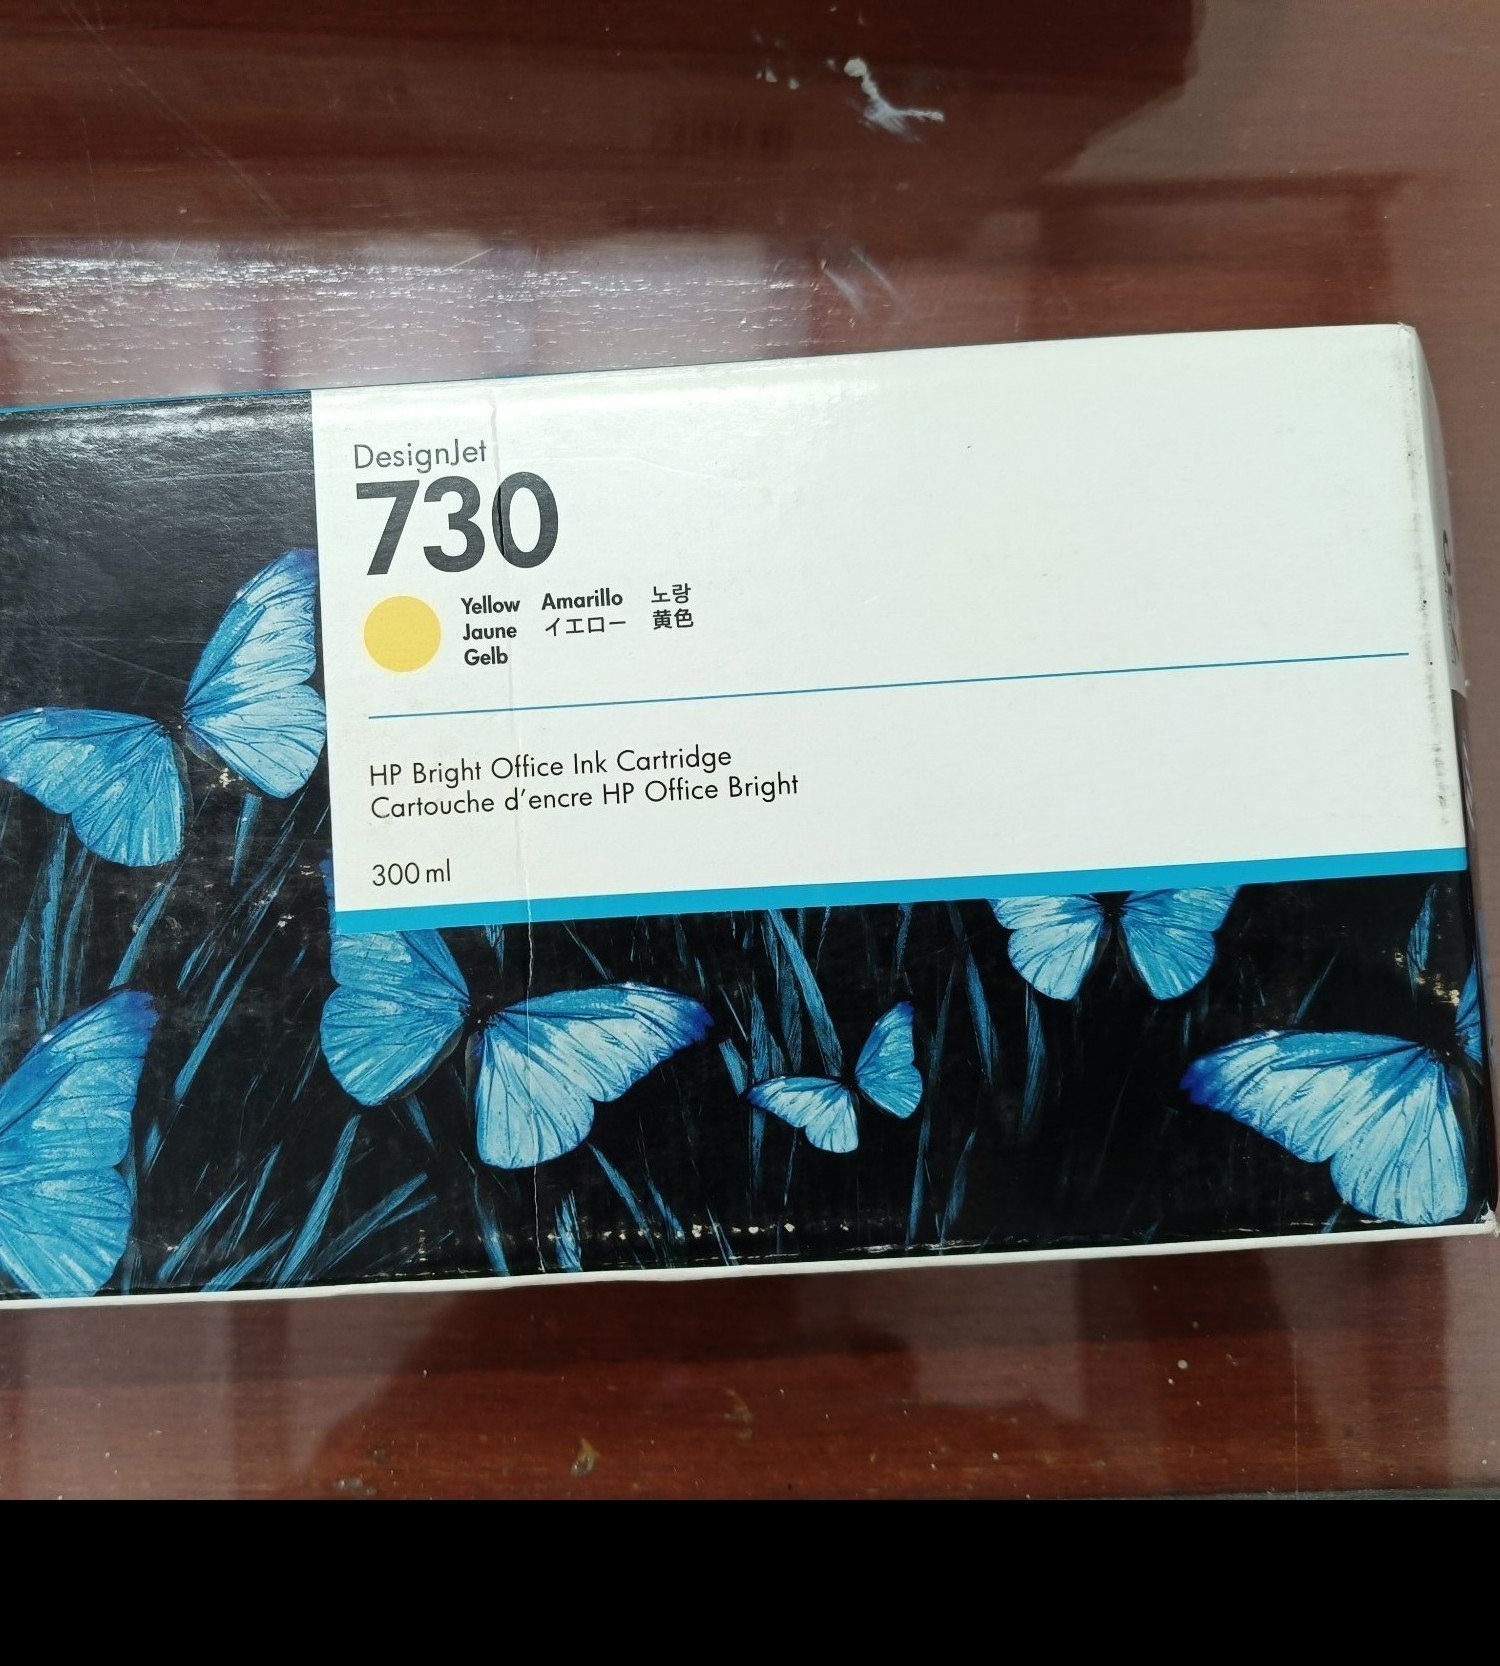 DesignJet
730
Yellow Amarillo 노랑
Jaune イエロー 黄色
Gelb
HP Bright Office Ink Cartridge
Cartouche d'encre HP Office Bright
300 ml